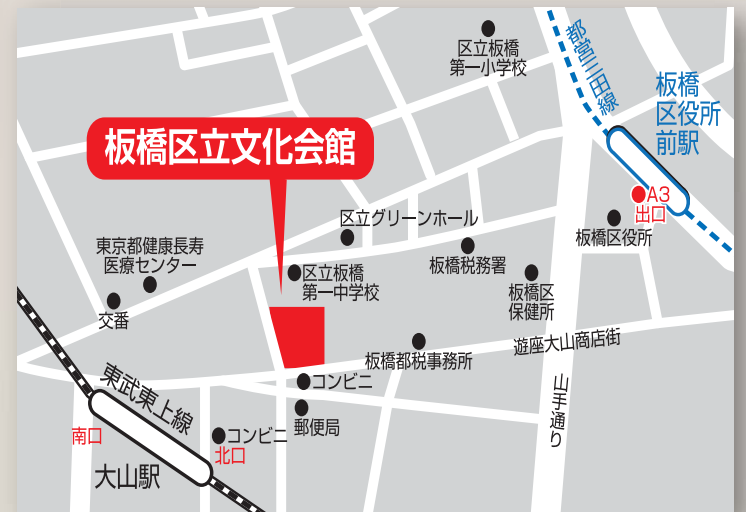 区立板橋
第一小学校
都営三田線
板橋
区役所
前駅
板橋区立文化会館
A3
出口
区立グリーンホール
板橋区役所
東京都健康長寿
医療センター
板橋税務署
区立板橋
第一中学校
板橋区
保健所
交番
遊座大山商店街
板橋都税事務所
東武東上線
コンビニ
山手通り
郵便局
南口
コンビニ
北口
大山駅